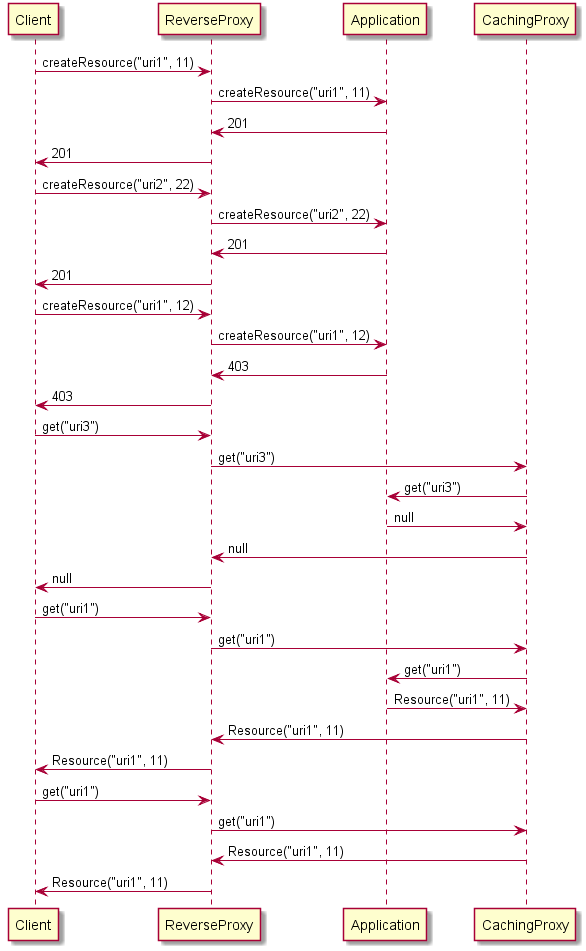 Client ReverseProxy Application CachingProxy
createResource("uri1", 11)
createResource("uri1", 11)
201
201
createResource("uri2", 22)
createResource("uri2", 22)
201
201
createResource("uri1", 12)
createResource("uri1", 12)
403
403
get("uri3")
get("uri3")
get("uri3")
null
null
null
get("uri1")
get("uri1")
get("uri1")
Resource("uri1", 11)
Resource("uri1", 11)
Resource("uri1", 11)
get("uri1")
get("uri1")
Resource("uri1", 11)
Resource("uri1", 11)
Client ReverseProxy Application CachingProxy